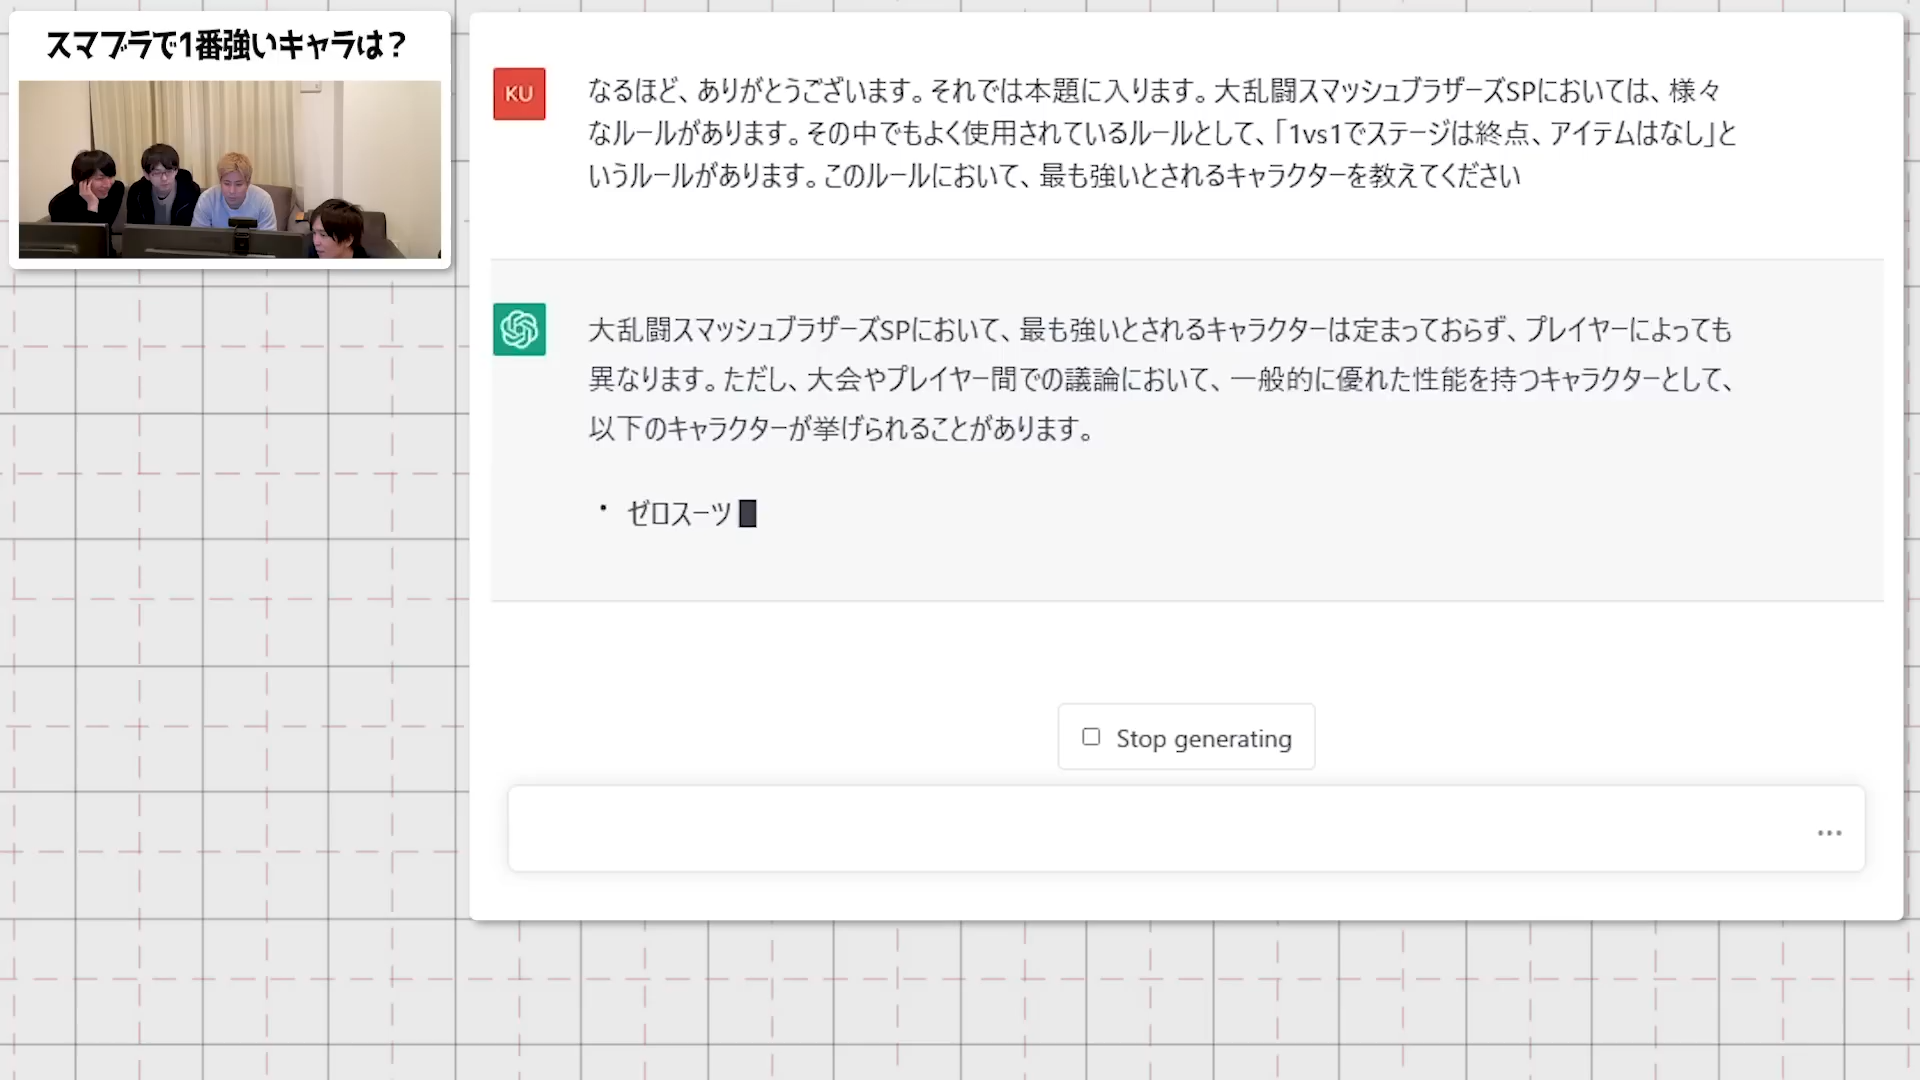 スマブラで1番強いキャラは？
KU
なるほど、ありがとうございます。それでは本題に入ります。大乱闘スマッシュブラザーズSPにおいては、様々
なルールがあります。その中でもよく使用されているルールとして、「1vs1でステージは終点、アイテムはなし」と
いうルールがあります。このルールにおいて、最も強いとされるキャラクターを教えてください
大乱闘スマッシュブラザーズSPにおいて、最も強いとされるキャラクターは定まっておらず、プレイヤーによっても
異なります。ただし、大会やプレイヤー間での議論において、一般的に優れた性能を持つキャラクターとして、
以下のキャラクターが挙げられることがあります。
・ ゼロスーツ
Stop generating